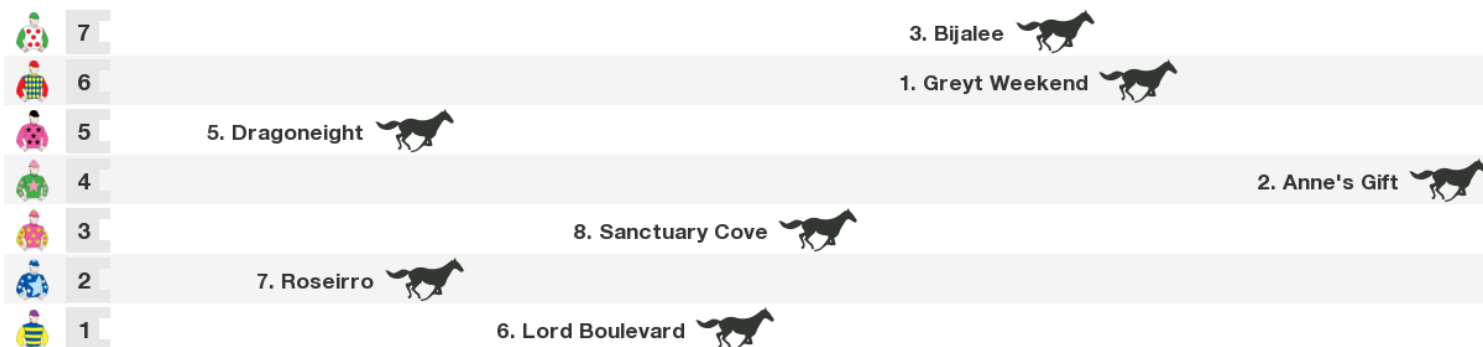 7 3. Bijalee
6 1. Greyt Weekend
5 5. Dragoneight
4 2. Anne's Gift
3 8. Sanctuary Cove
2 7. Roseirro
1 6. Lord Boulevard